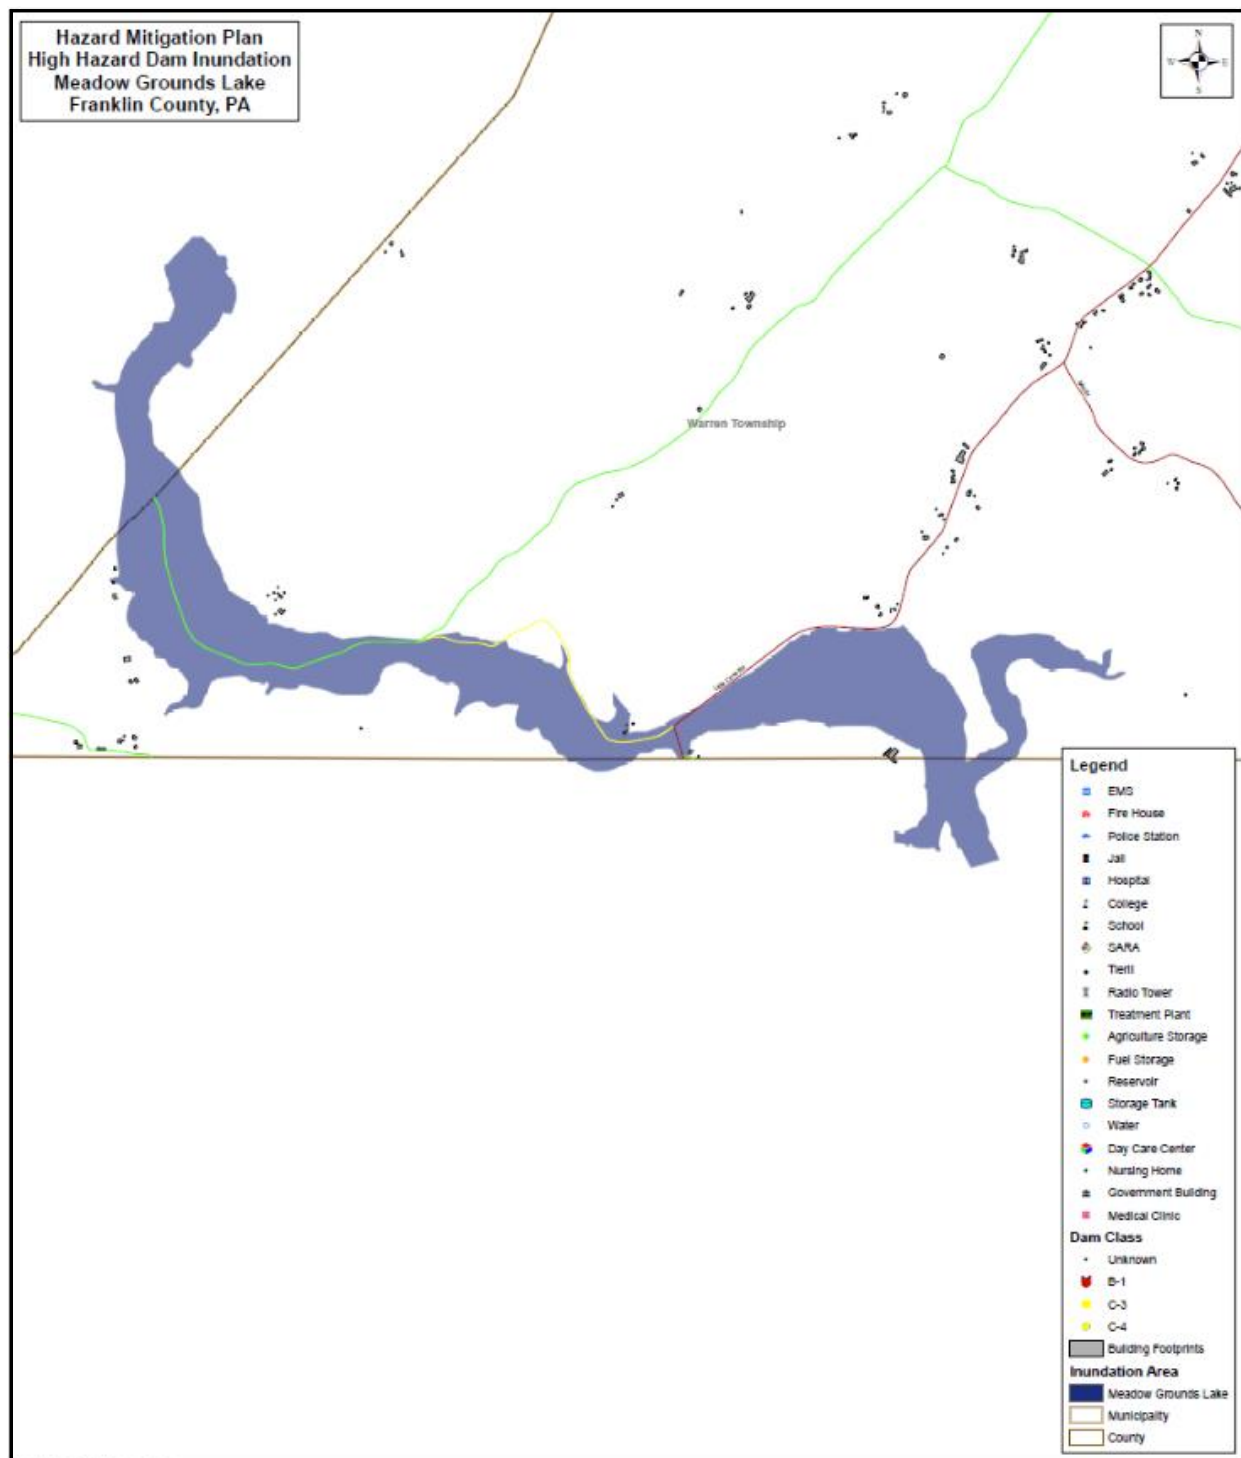 Hazard Mitigation Plan
High Hazard Dam Inundation
Meadow Grounds Lake
Franklin County, PA
N
W
E
S
Warren Township
Legend
EMS
Fire House
Police Station
Jail
Hospital
College
School
SARA
TierII
Radio Tower
Treatment Plant
Agriculture Storage
Fuel Storage
Reservoir
Storage Tank
Water
Day Care Center
Nursing Home
Government Building
Medical Clinic
Dam Class
Unknown
B-1
C-3
C-4
Building Footprints
Inundation Area
Meadow Grounds Lake
Municipality
County